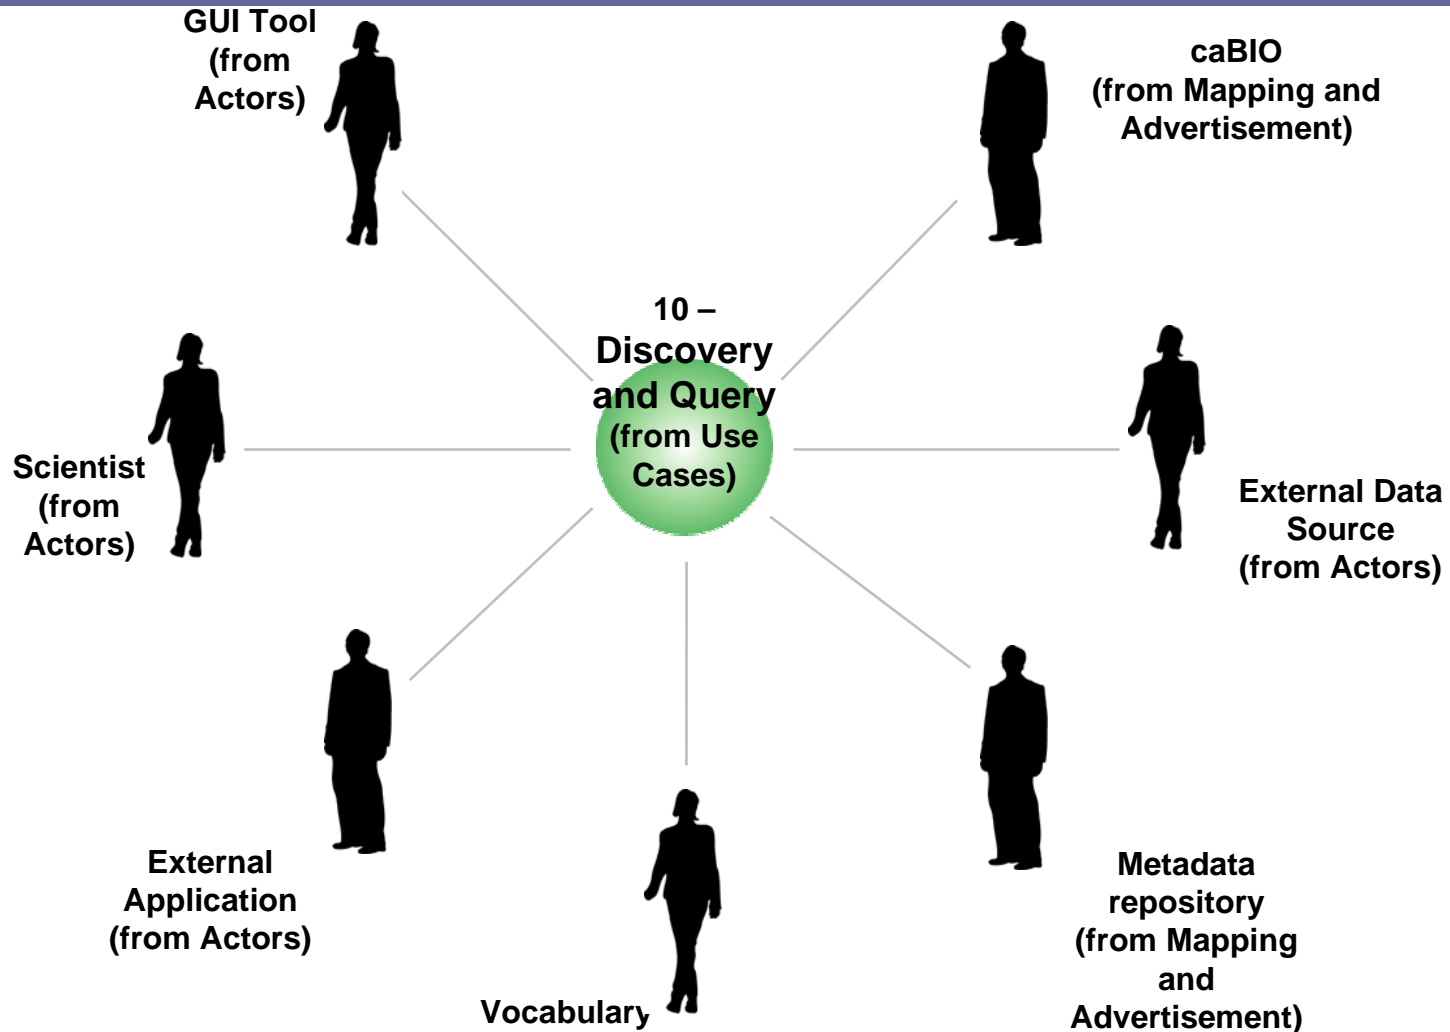 GUI Tool
(from
Actors)
caBIO
(from Mapping and
Advertisement)
10 –
Discovery
and Query
(from Use
Cases)
Scientist
(from
Actors)
External Data
Source
(from Actors)
External
Application
(from Actors)
Vocabulary
Metadata
repository
(from Mapping
and
Advertisement)